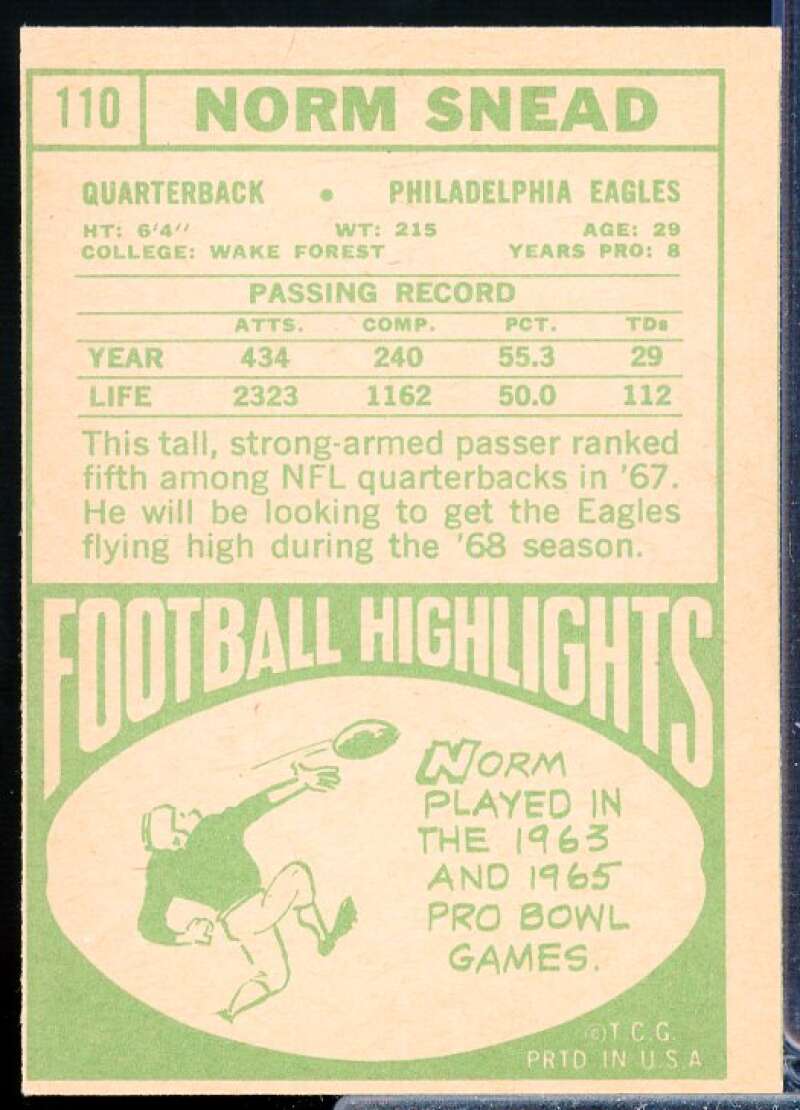 110 NORM SNEAD
QUARTERBACK • PHILADELPHIA EAGLES
HT: 6'4" WT: 215 AGE: 29
COLLEGE: WAKE FOREST YEARS PRO: 8
PASSING RECORD
ATTS. COMP. PCT. TDs
YEAR 434 240 55.3 29
LIFE 2323 1162 50.0 112
This tall, strong-armed passer ranked
fifth among NFL quarterbacks in '67.
He will be looking to get the Eagles
flying high during the '68 season.
FOOTBALL HIGHLIGHTS
NORM
PLAYED IN
THE 1963
AND 1965
PRO BOWL
GAMES.
©T.C.G.
PRTD IN U.S.A